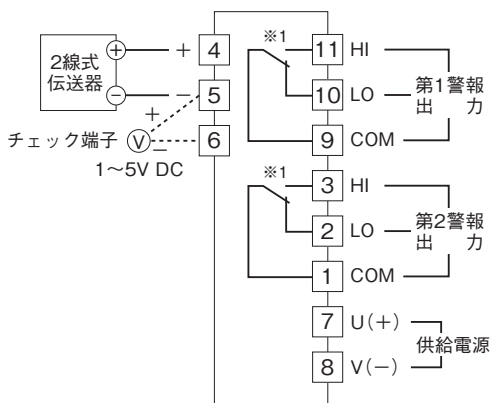 2線式
伝送器
+
−
+
−
4
5
6
チェック端子
V
+
−
1～5V DC
※1
11 HI
10 LO
9 COM
第1警報
出　　力
※1
3 HI
2 LO
1 COM
第2警報
出　　力
7 U(+)
8 V(−)
供給電源